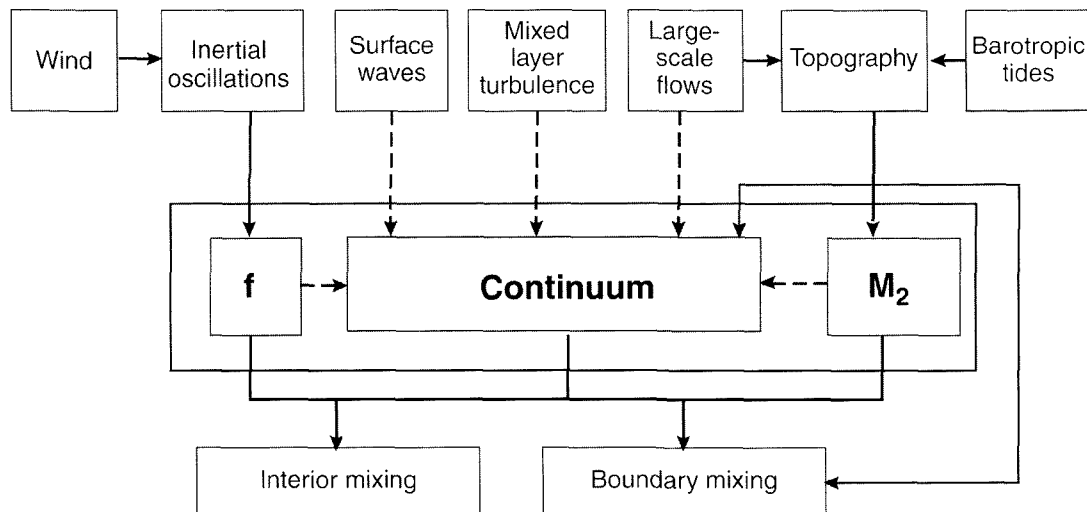 Wind
Inertial
oscillations
Surface
waves
Mixed
layer
turbulence
Large-
scale
flows
Topography
Barotropic
tides
f
Continuum
M₂
Interior mixing
Boundary mixing